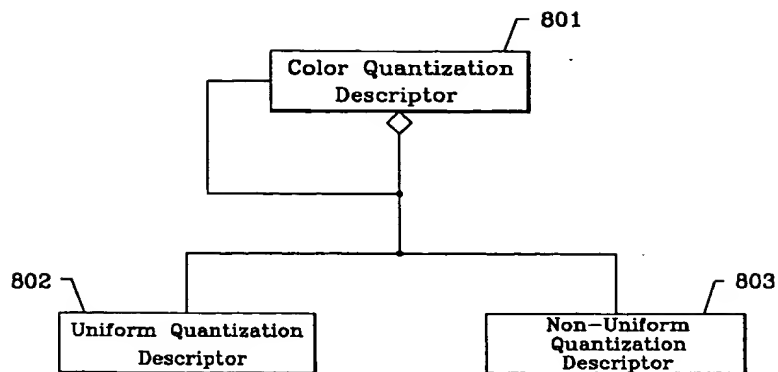 801
Color Quantization
Descriptor
802
803
Uniform Quantization
Descriptor
Non-Uniform
Quantization
Descriptor